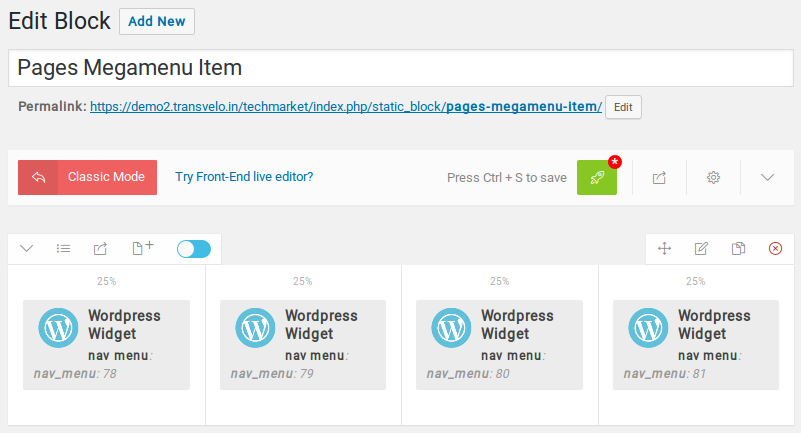 Edit Block Add New
Pages Megamenu Item
Permalink: https://demo2.transvelo.in/techmarket/index.php/static_block/pages-megamenu-item/ Edit
Classic Mode Try Front-End live editor? Press Ctrl + S to save *
25% 25% 25% 25%
Wordpress Widget
nav menu:
nav_menu: 78
Wordpress Widget
nav menu:
nav_menu: 79
Wordpress Widget
nav menu:
nav_menu: 80
Wordpress Widget
nav menu:
nav_menu: 81